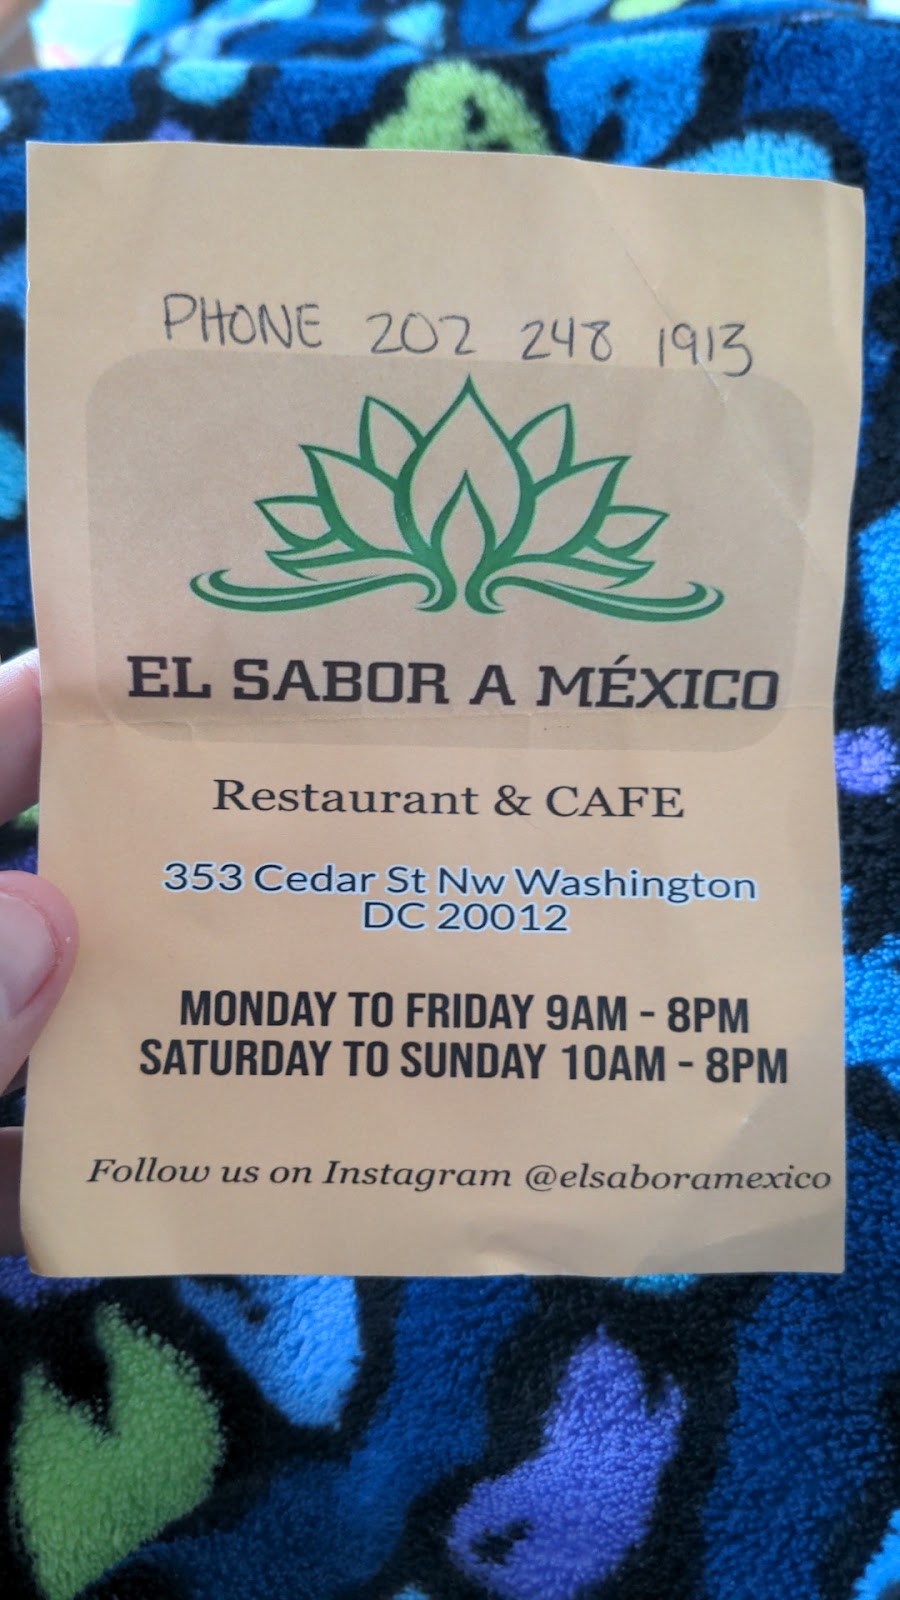 PHONE 202 248 1913
EL SABOR A MÉXICO
Restaurant & CAFE
353 Cedar St Nw Washington
DC 20012
MONDAY TO FRIDAY 9AM - 8PM
SATURDAY TO SUNDAY 10AM - 8PM
Follow us on Instagram @elsaboramexico